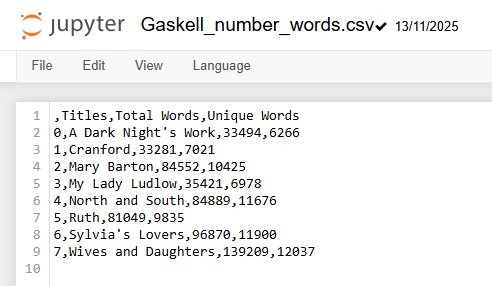 jupyter Gaskell_number_words.csv✔ 13/11/2025
File Edit View Language
1 ,Titles,Total Words,Unique Words
2 0,A Dark Night's Work,33494,6266
3 1,Cranford,33281,7021
4 2,Mary Barton,84552,10425
5 3,My Lady Ludlow,35421,6978
6 4,North and South,84889,11676
7 5,Ruth,81049,9835
8 6,Sylvia's Lovers,96870,11900
9 7,Wives and Daughters,139209,12037
10